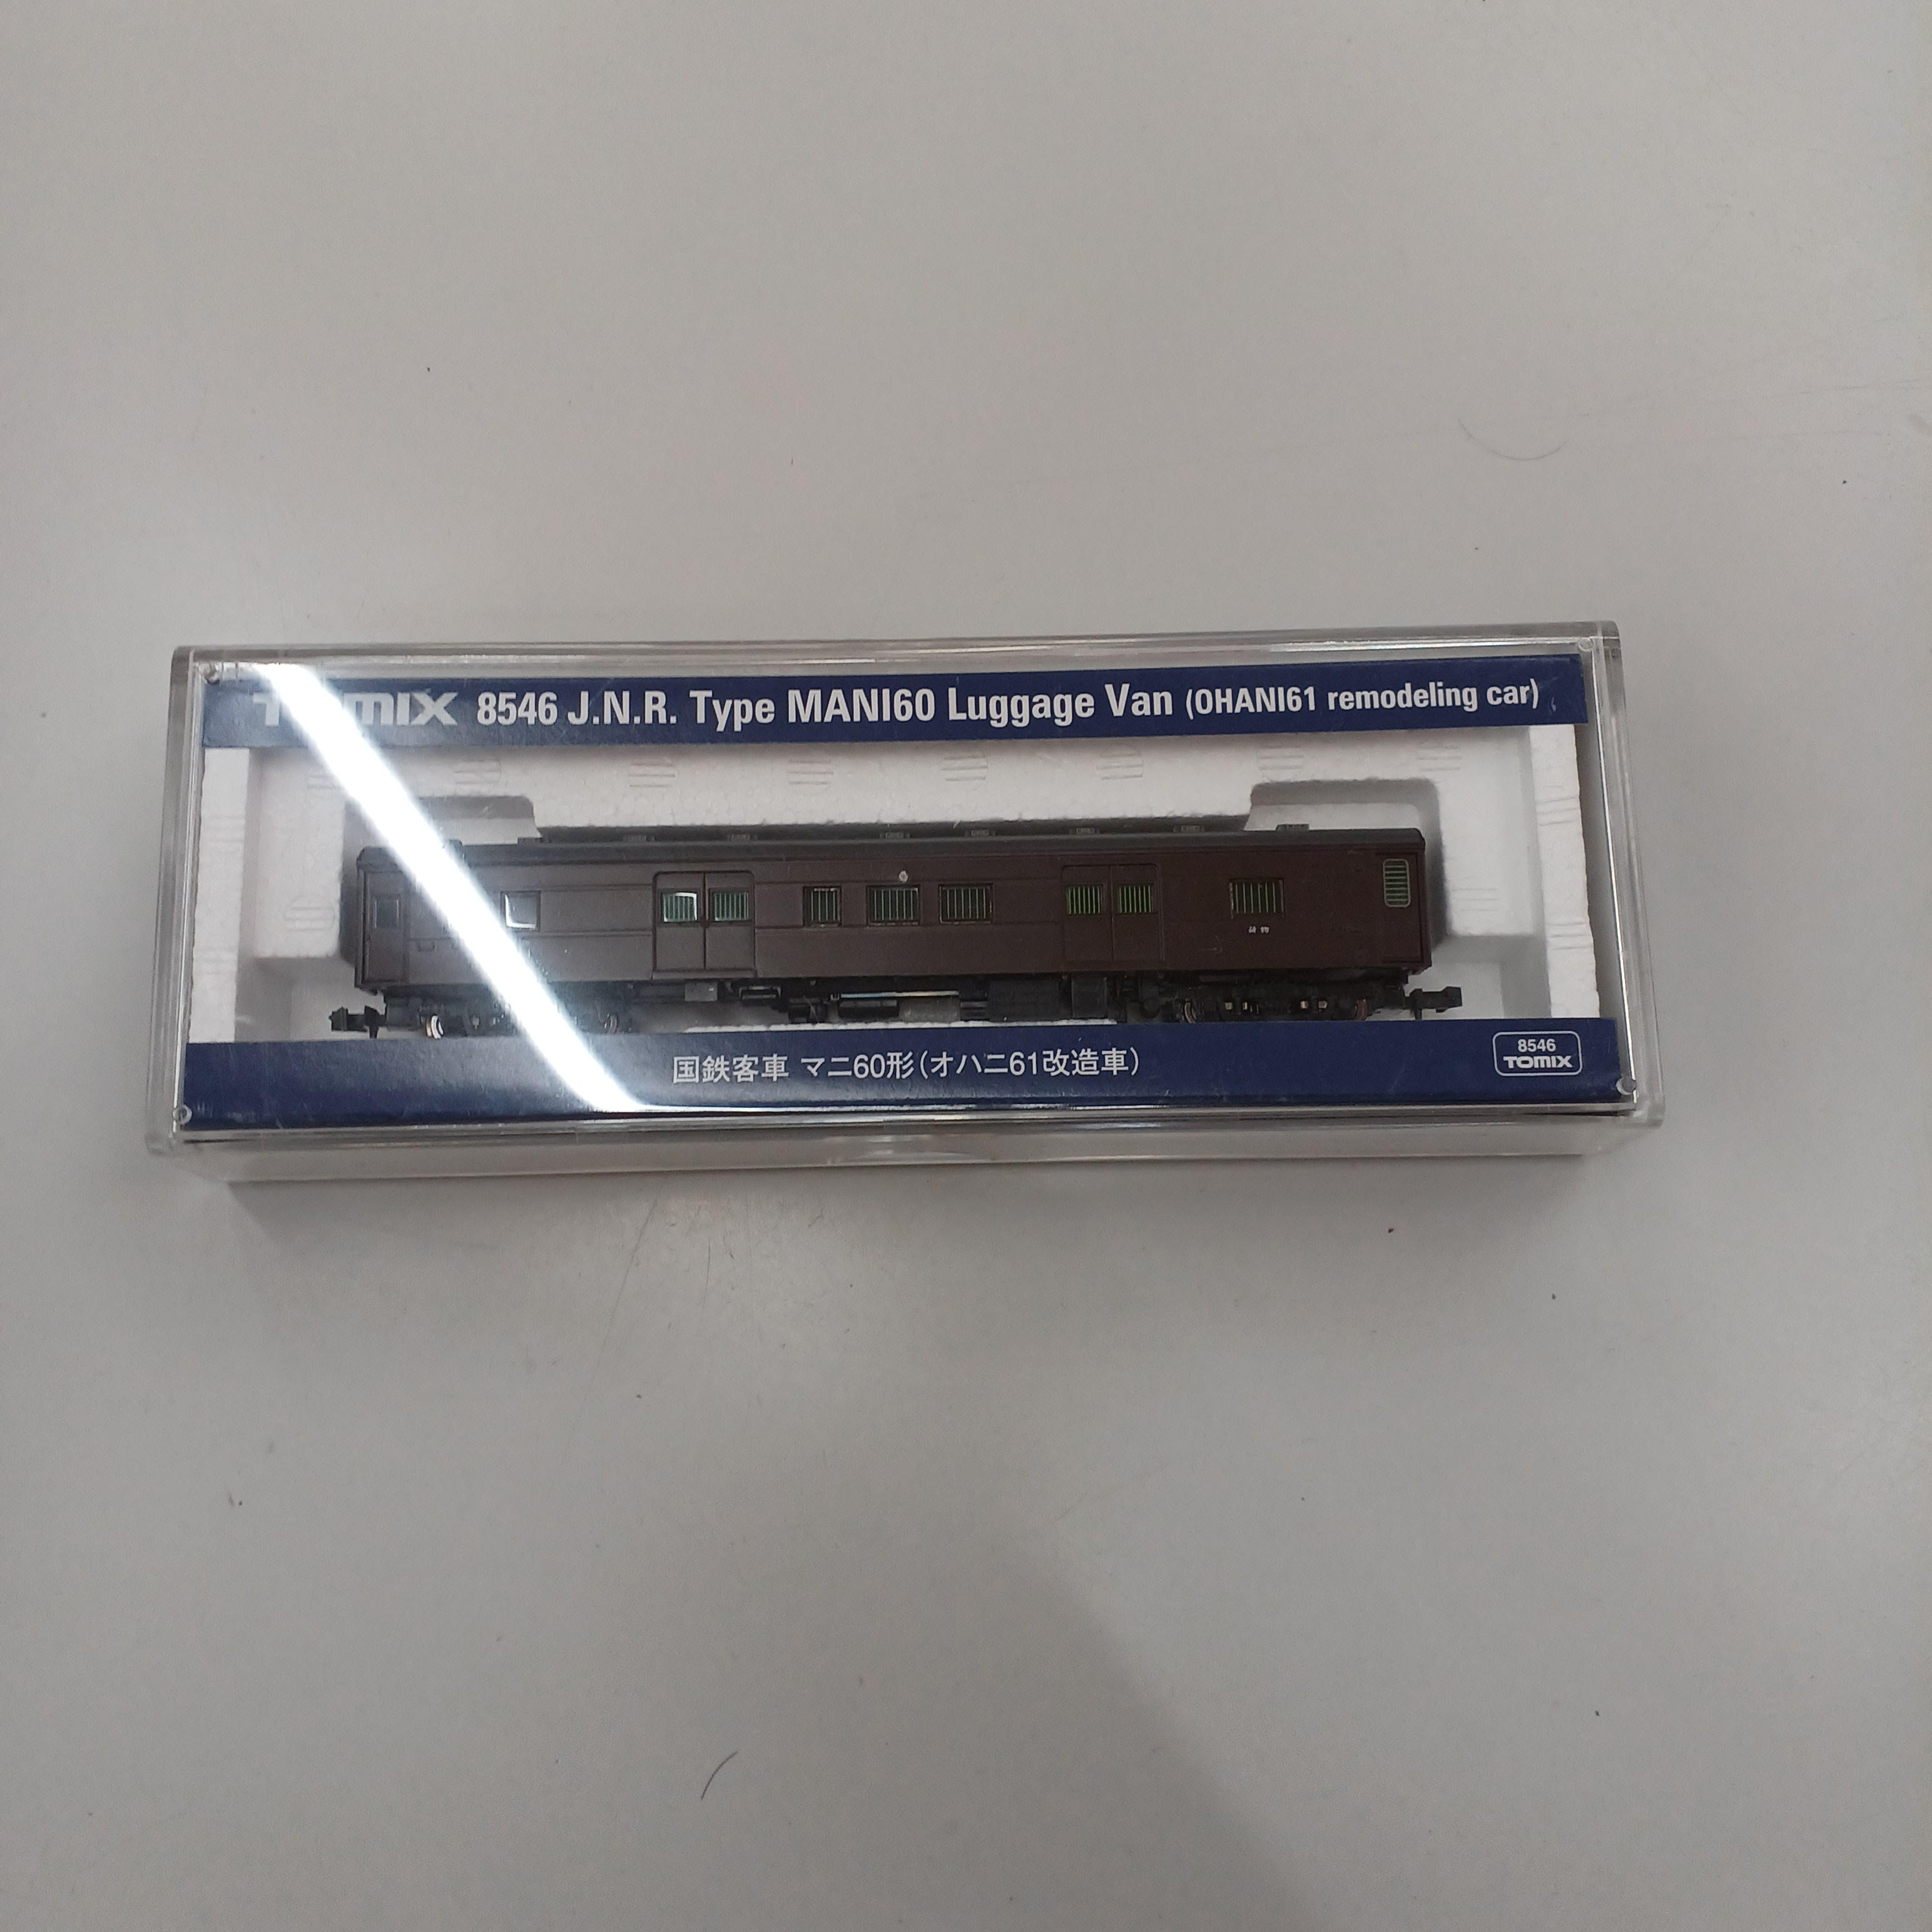 TOMIX 8546 J.N.R. Type MANI60 Luggage Van (OHANI61 remodeling car)
国鉄客車 マニ60形(オハニ61改造車)
8546
TOMIX